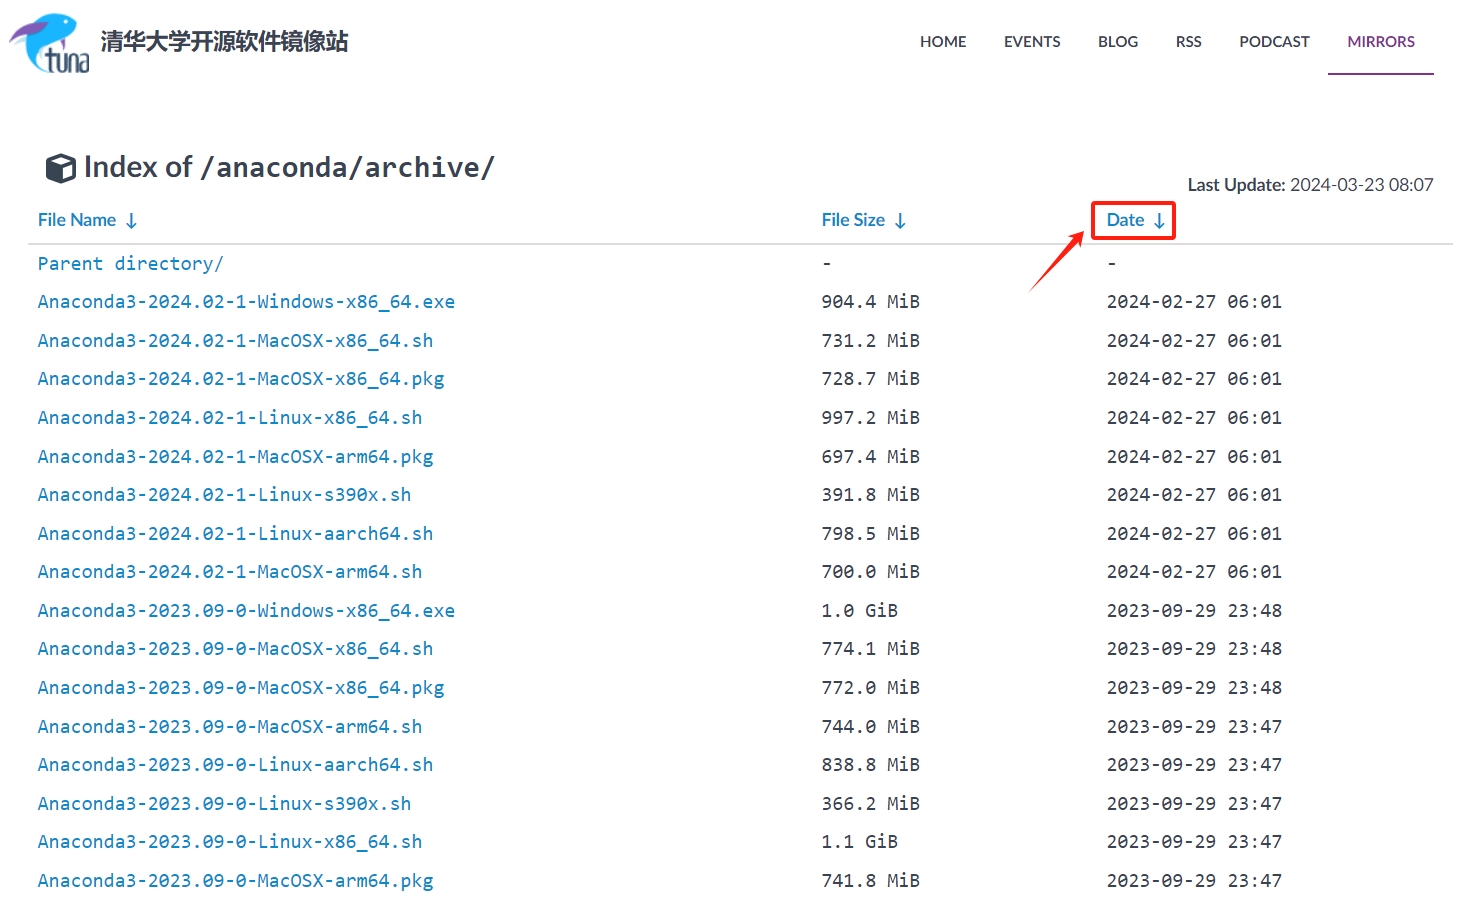 tuna 清华大学开源软件镜像站 HOME EVENTS BLOG RSS PODCAST MIRRORS
Index of /anaconda/archive/
Last Update: 2024-03-23 08:07
File Name ↓ File Size ↓ Date ↓
Parent directory/ - -
Anaconda3-2024.02-1-Windows-x86_64.exe 904.4 MiB 2024-02-27 06:01
Anaconda3-2024.02-1-MacOSX-x86_64.sh 731.2 MiB 2024-02-27 06:01
Anaconda3-2024.02-1-MacOSX-x86_64.pkg 728.7 MiB 2024-02-27 06:01
Anaconda3-2024.02-1-Linux-x86_64.sh 997.2 MiB 2024-02-27 06:01
Anaconda3-2024.02-1-MacOSX-arm64.pkg 697.4 MiB 2024-02-27 06:01
Anaconda3-2024.02-1-Linux-s390x.sh 391.8 MiB 2024-02-27 06:01
Anaconda3-2024.02-1-Linux-aarch64.sh 798.5 MiB 2024-02-27 06:01
Anaconda3-2024.02-1-MacOSX-arm64.sh 700.0 MiB 2024-02-27 06:01
Anaconda3-2023.09-0-Windows-x86_64.exe 1.0 GiB 2023-09-29 23:48
Anaconda3-2023.09-0-MacOSX-x86_64.sh 774.1 MiB 2023-09-29 23:48
Anaconda3-2023.09-0-MacOSX-x86_64.pkg 772.0 MiB 2023-09-29 23:48
Anaconda3-2023.09-0-MacOSX-arm64.sh 744.0 MiB 2023-09-29 23:47
Anaconda3-2023.09-0-Linux-aarch64.sh 838.8 MiB 2023-09-29 23:47
Anaconda3-2023.09-0-Linux-s390x.sh 366.2 MiB 2023-09-29 23:47
Anaconda3-2023.09-0-Linux-x86_64.sh 1.1 GiB 2023-09-29 23:47
Anaconda3-2023.09-0-MacOSX-arm64.pkg 741.8 MiB 2023-09-29 23:47